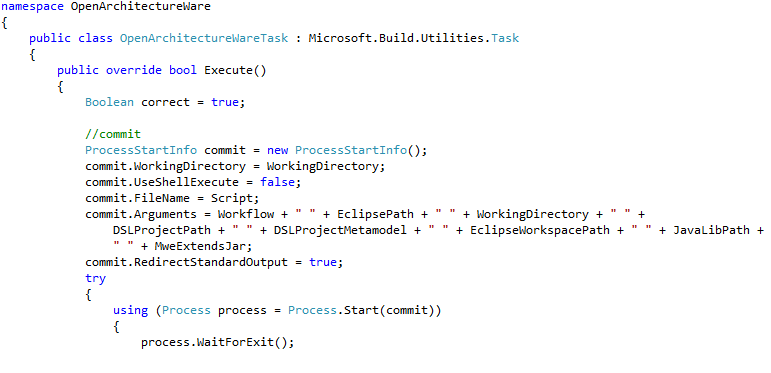 namespace OpenArchitectureWare
{
    public class OpenArchitectureWareTask : Microsoft.Build.Utilities.Task
    {
        public override bool Execute()
        {
            Boolean correct = true;

            //commit
            ProcessStartInfo commit = new ProcessStartInfo();
            commit.WorkingDirectory = WorkingDirectory;
            commit.UseShellExecute = false;
            commit.FileName = Script;
            commit.Arguments = Workflow + " " + EclipsePath + " " + WorkingDirectory + " " +
                DSLProjectPath + " " + DSLProjectMetamodel + " " + EclipseWorkspacePath + " " + JavaLibPath +
                " " + MweExtendsJar;
            commit.RedirectStandardOutput = true;
            try
            {
                using (Process process = Process.Start(commit))
                {
                    process.WaitForExit();